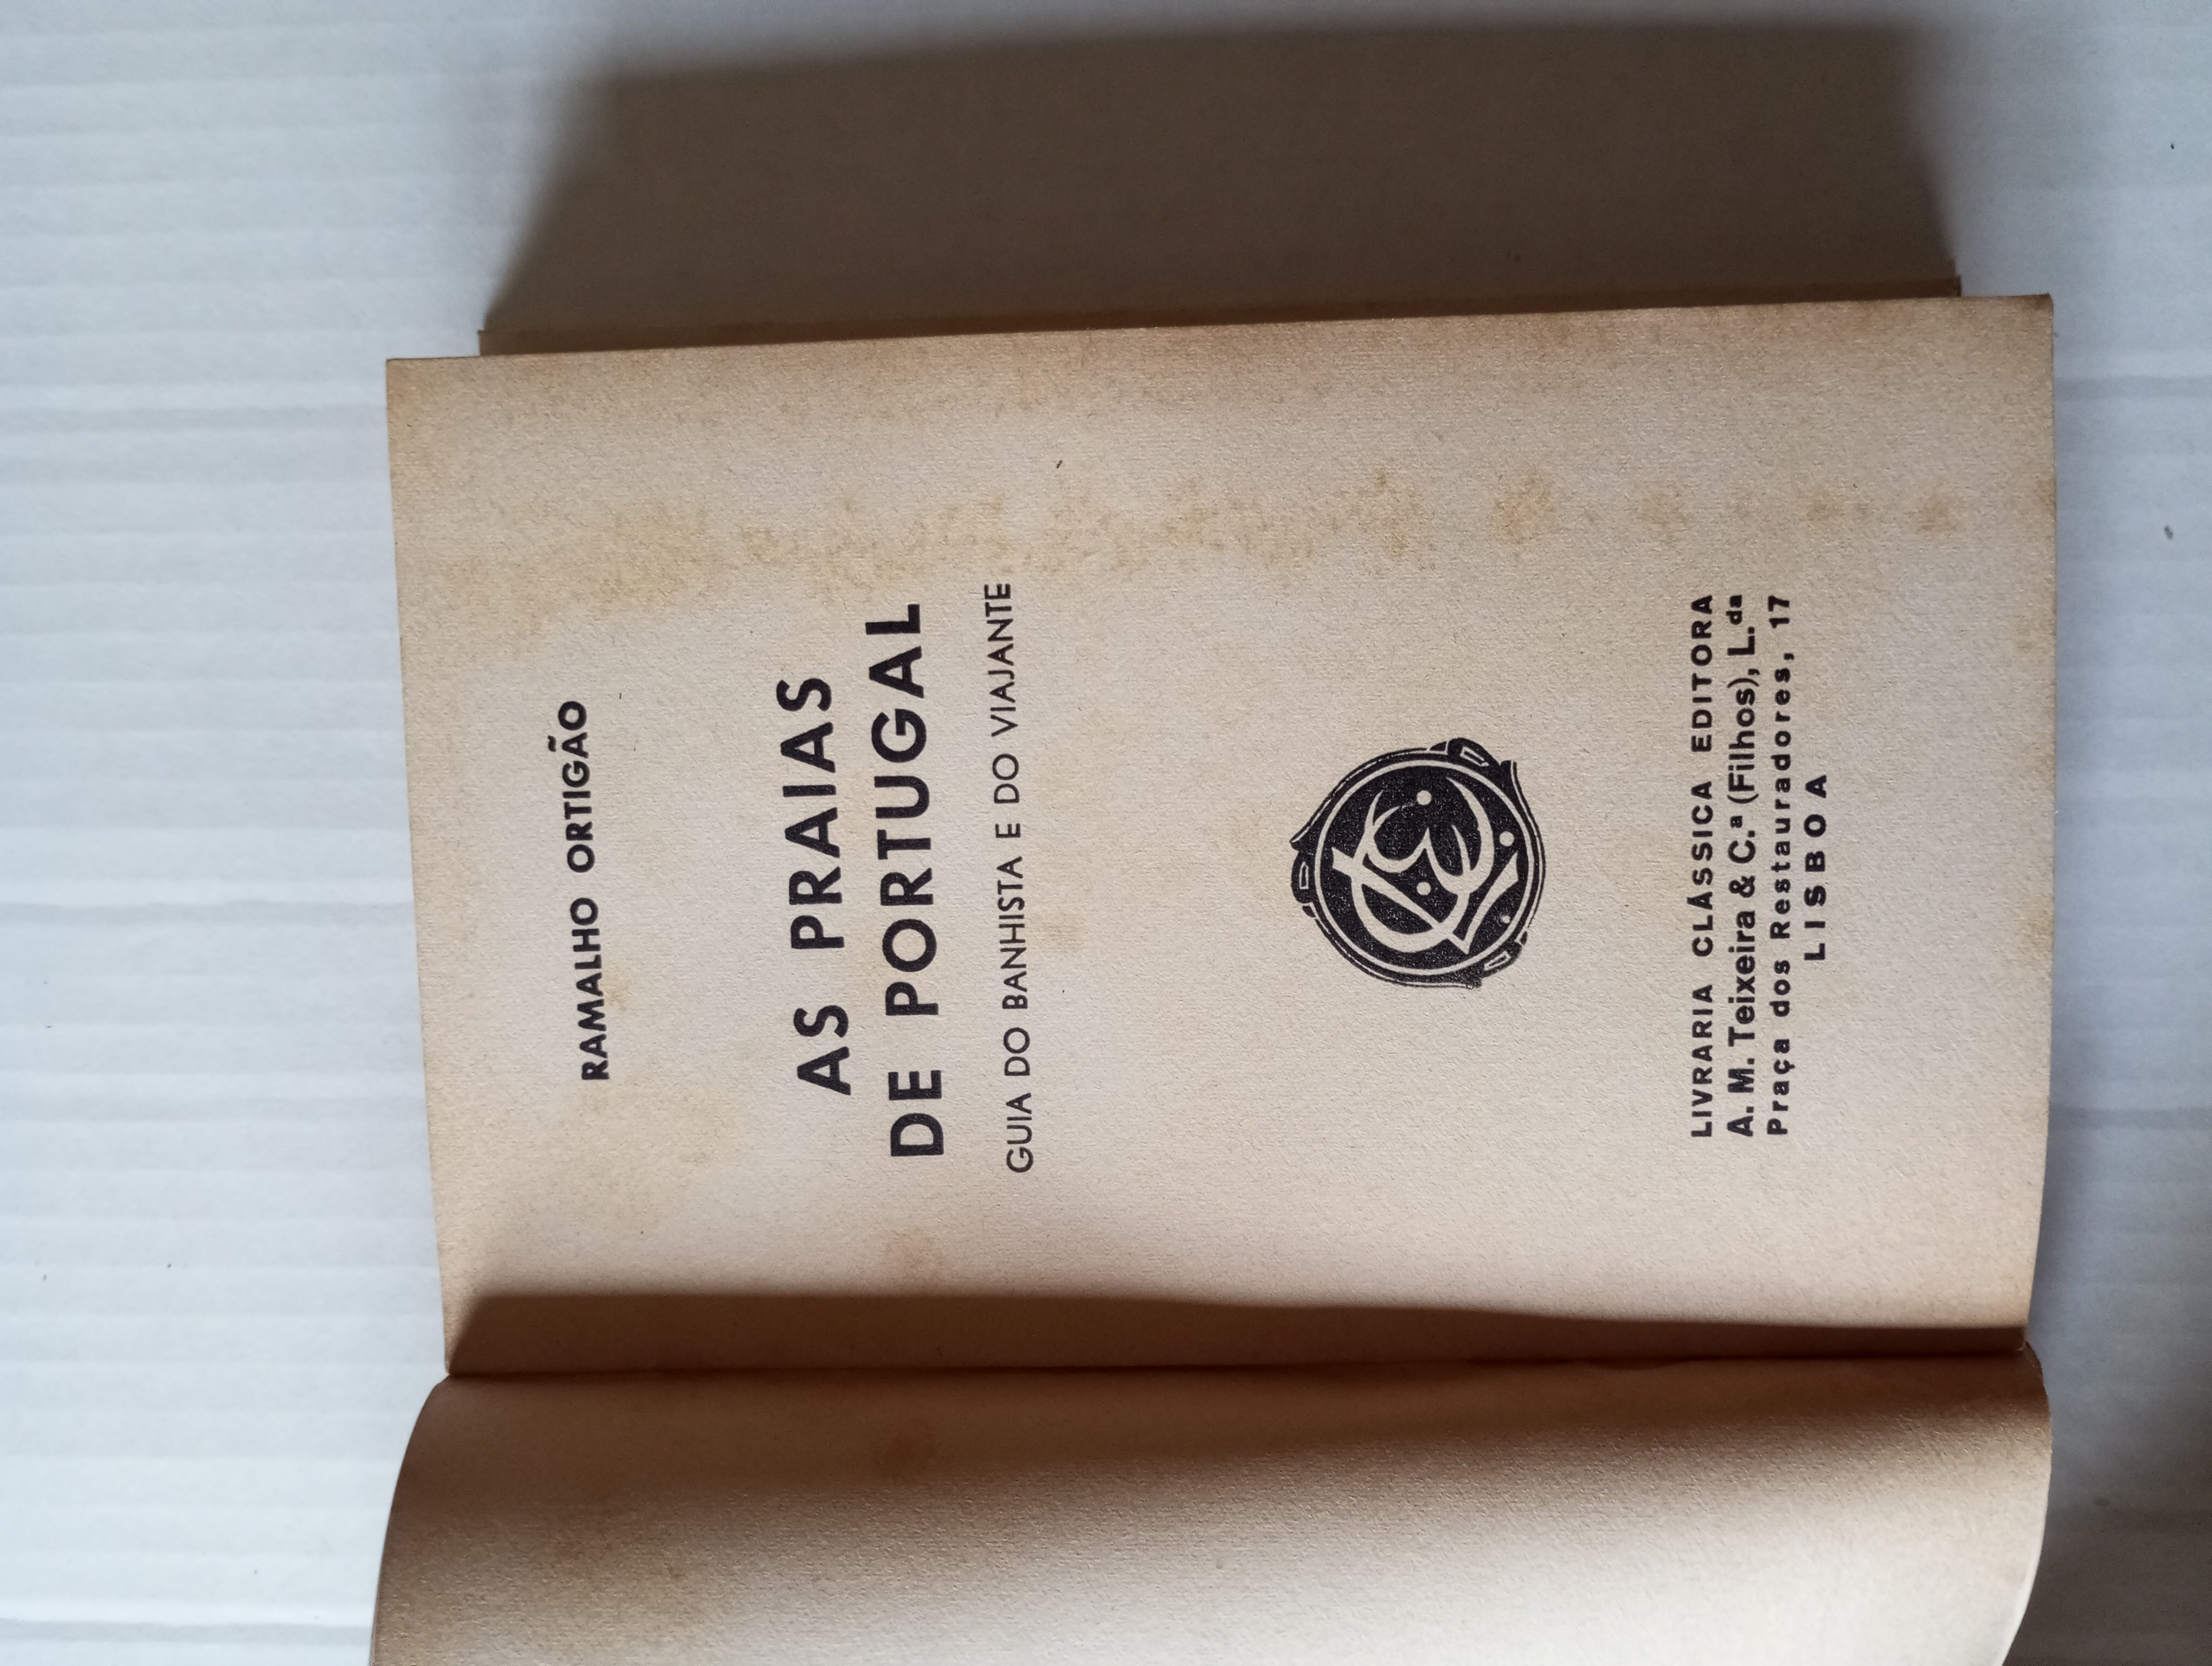 RAMALHO ORTIGÃO
AS PRAIAS
DE PORTUGAL
GUIA DO BANHISTA E DO VIAJANTE
LIVRARIA CLÁSSICA EDITORA
A. M. Teixeira & C.ª (Filhos), L.da
Praça dos Restauradores, 17
LISBOA